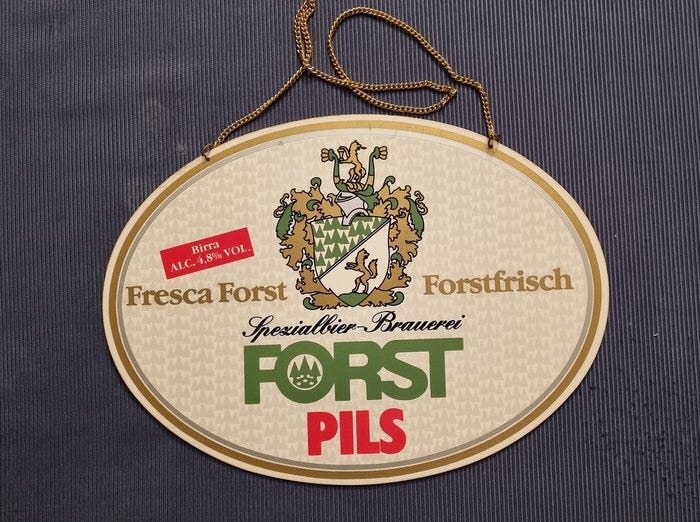 Birra
ALC. 4,8% VOL.
Fresca Forst Forstfrisch
Spezialbier-Brauerei
FORST
PILS